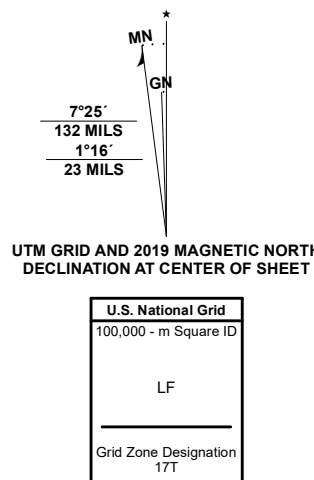 ★
MN
GN
7°25´
132 MILS
1°16´
23 MILS
UTM GRID AND 2019 MAGNETIC NORTH
DECLINATION AT CENTER OF SHEET
U.S. National Grid
100,000 - m Square ID
LF
Grid Zone Designation
17T